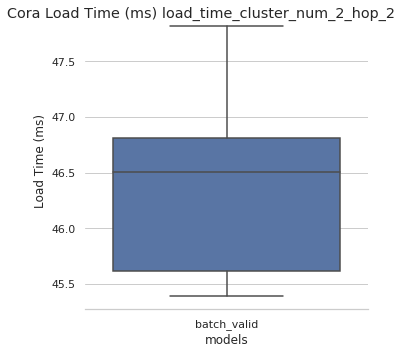 Cora Load Time (ms) load_time_cluster_num_2_hop_2
47.5
47.0
46.5
46.0
45.5
Load Time (ms)
batch_valid
models